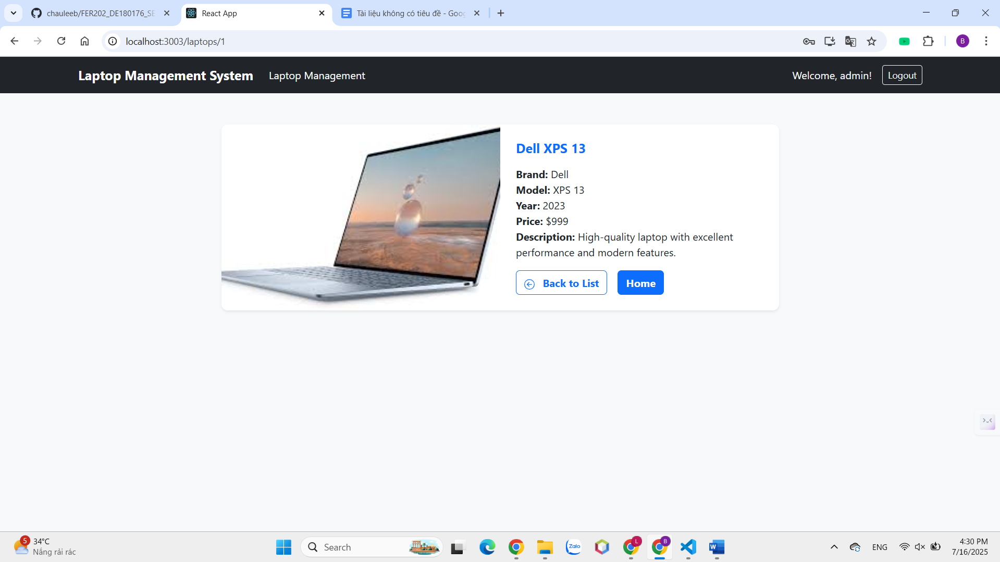 chauleeb/FER202_DE180176_SE
React App
Tài liệu không có tiêu đề - Goog
localhost:3003/laptops/1
B
Laptop Management System
Laptop Management
Welcome, admin!
Logout
Dell XPS 13
Brand: Dell
Model: XPS 13
Year: 2023
Price: $999
Description: High-quality laptop with excellent
performance and modern features.
Back to List
Home
5
34°C
Nắng rải rác
Search
Zalo
L
B
W
ENG
4:30 PM
7/16/2025